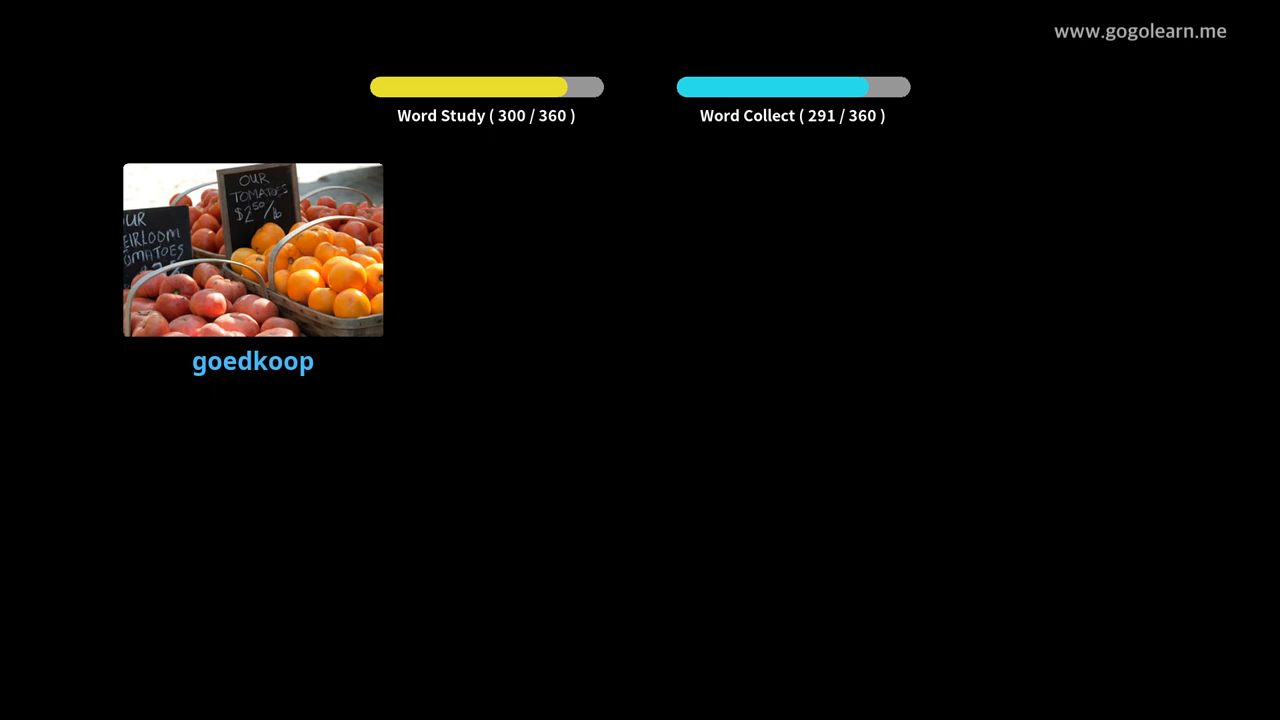 www.gogolearn.me
Word Study ( 300 / 360 )
Word Collect ( 291 / 360 )
OUR
TOMATOES
$2.50/lb
UR
EIRLOOM
OMATOES
goedkoop